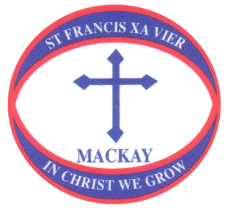 ST FRANCIS XA VIER
MACKAY
IN CHRIST WE GROW